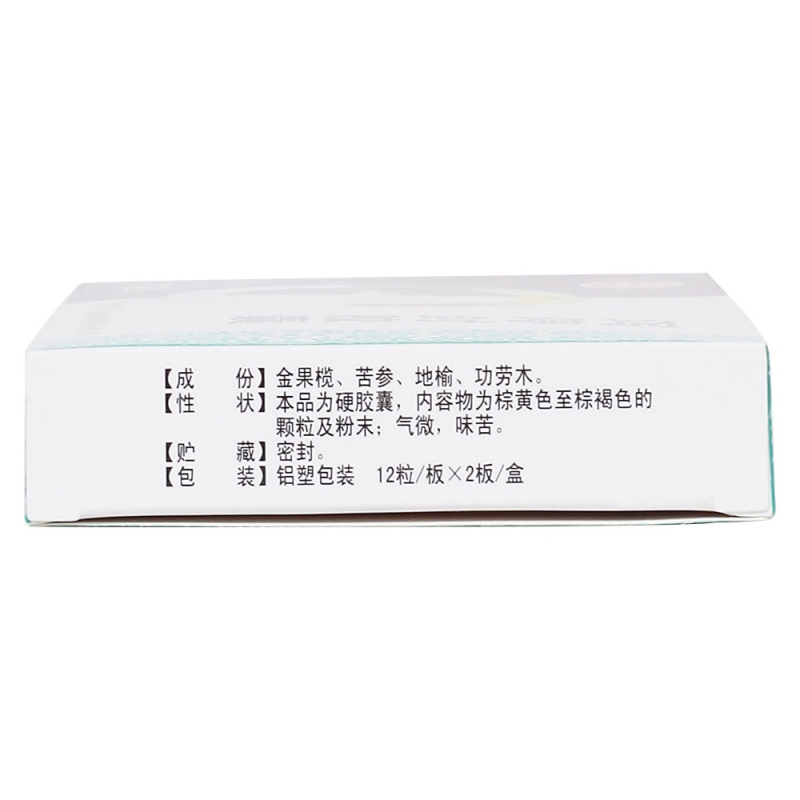 【成　份】金果榄、苦参、地榆、功劳木。
【性　状】本品为硬胶囊，内容物为棕黄色至棕褐色的
颗粒及粉末；气微，味苦。
【贮　藏】密封。
【包　装】铝塑包装　12粒/板×2板/盒